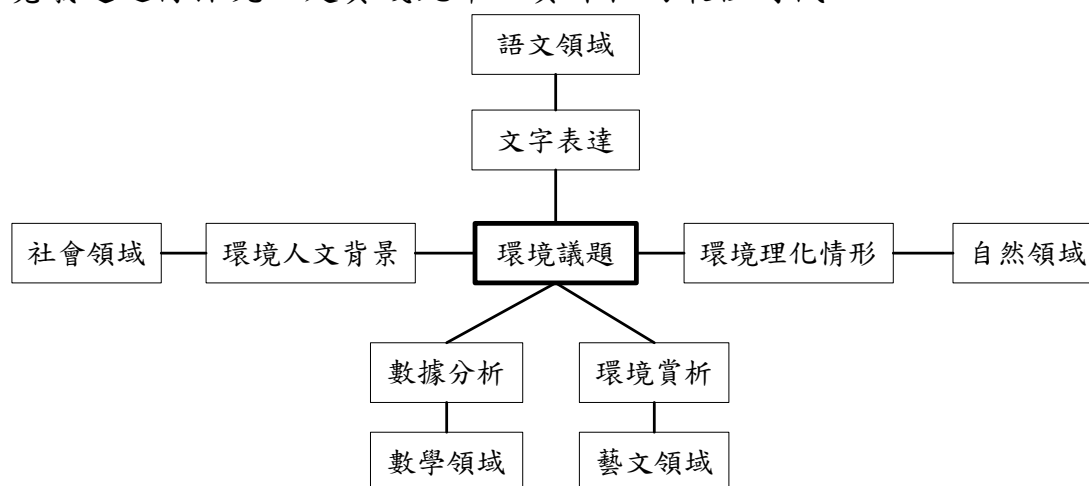 語文領域
文字表達
社會領域 環境人文背景 環境議題 環境理化情形 自然領域
數據分析 環境賞析
數學領域 藝文領域